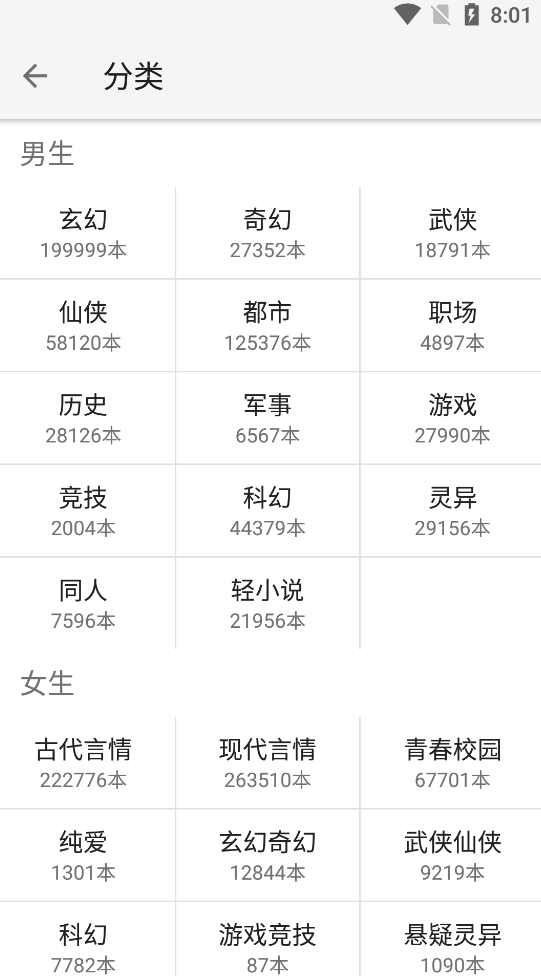 8:01
分类
男生
玄幻 奇幻 武侠
199999本 27352本 18791本
仙侠 都市 职场
58120本 125376本 4897本
历史 军事 游戏
28126本 6567本 27990本
竞技 科幻 灵异
2004本 44379本 29156本
同人 轻小说
7596本 21956本
女生
古代言情 现代言情 青春校园
222776本 263510本 67701本
纯爱 玄幻奇幻 武侠仙侠
1301本 12844本 9219本
科幻 游戏竞技 悬疑灵异
7782本 87本 1090本